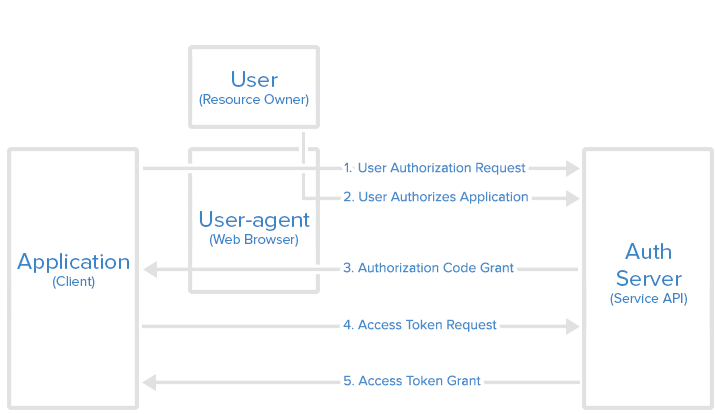 User
(Resource Owner)
1. User Authorization Request
2. User Authorizes Application
User-agent
(Web Browser)
Application
(Client)
Auth
Server
(Service API)
3. Authorization Code Grant
4. Access Token Request
5. Access Token Grant